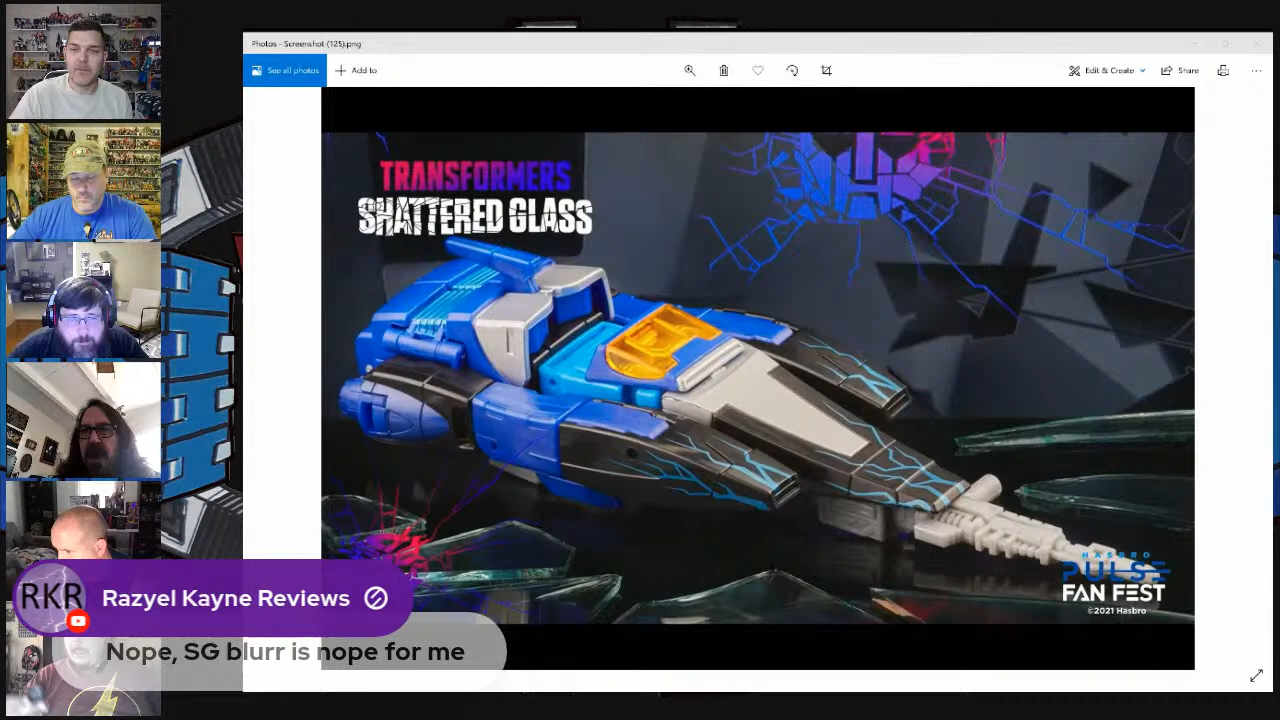 Photos - Screenshot (125).png
See all photos
Add to
Edit & Create
Share
TRANSFORMERS
SHATTERED GLASS
HASBRO
PULSE
FAN FEST
©2021 Hasbro
RKR
Razyel Kayne Reviews
Nope, SG blurr is nope for me